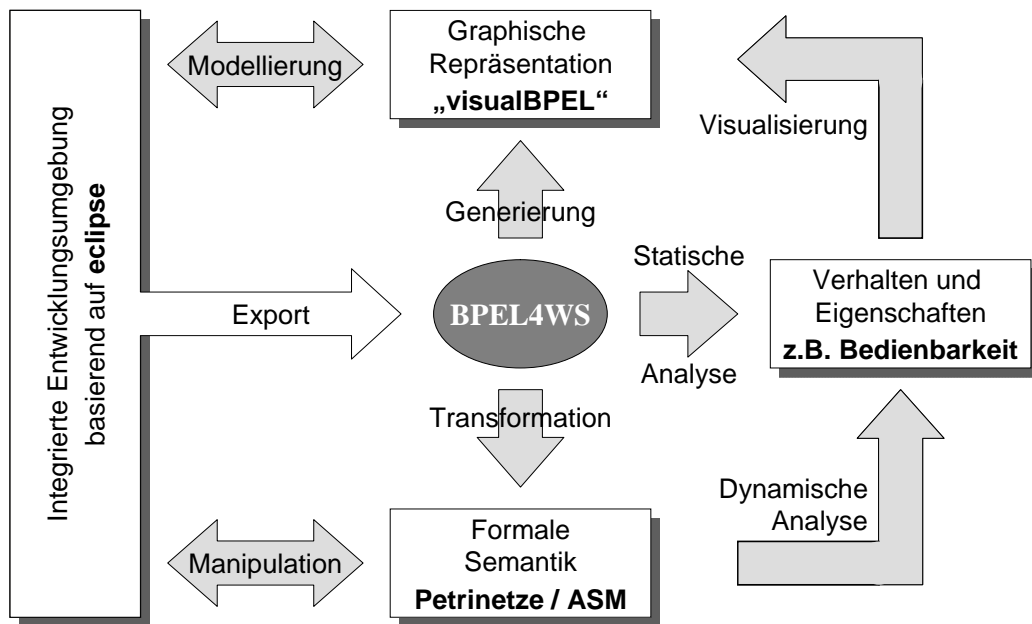 Integrierte Entwicklungsumgebung
basierend auf eclipse
Modellierung
Graphische
Repräsentation
„visualBPEL“
Visualisierung
Generierung
Export
BPEL4WS
Statische
Analyse
Verhalten und
Eigenschaften
z.B. Bedienbarkeit
Transformation
Manipulation
Formale
Semantik
Petrinetze / ASM
Dynamische
Analyse